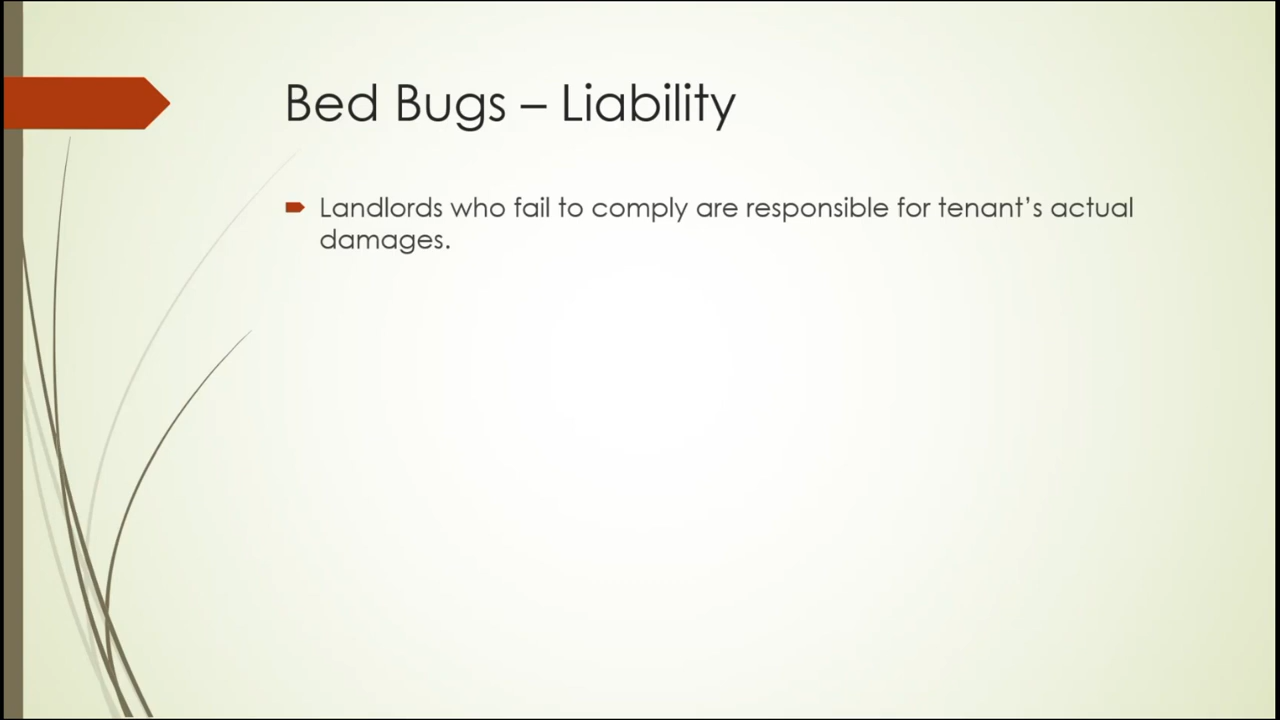 Bed Bugs – Liability
Landlords who fail to comply are responsible for tenant’s actual
damages.